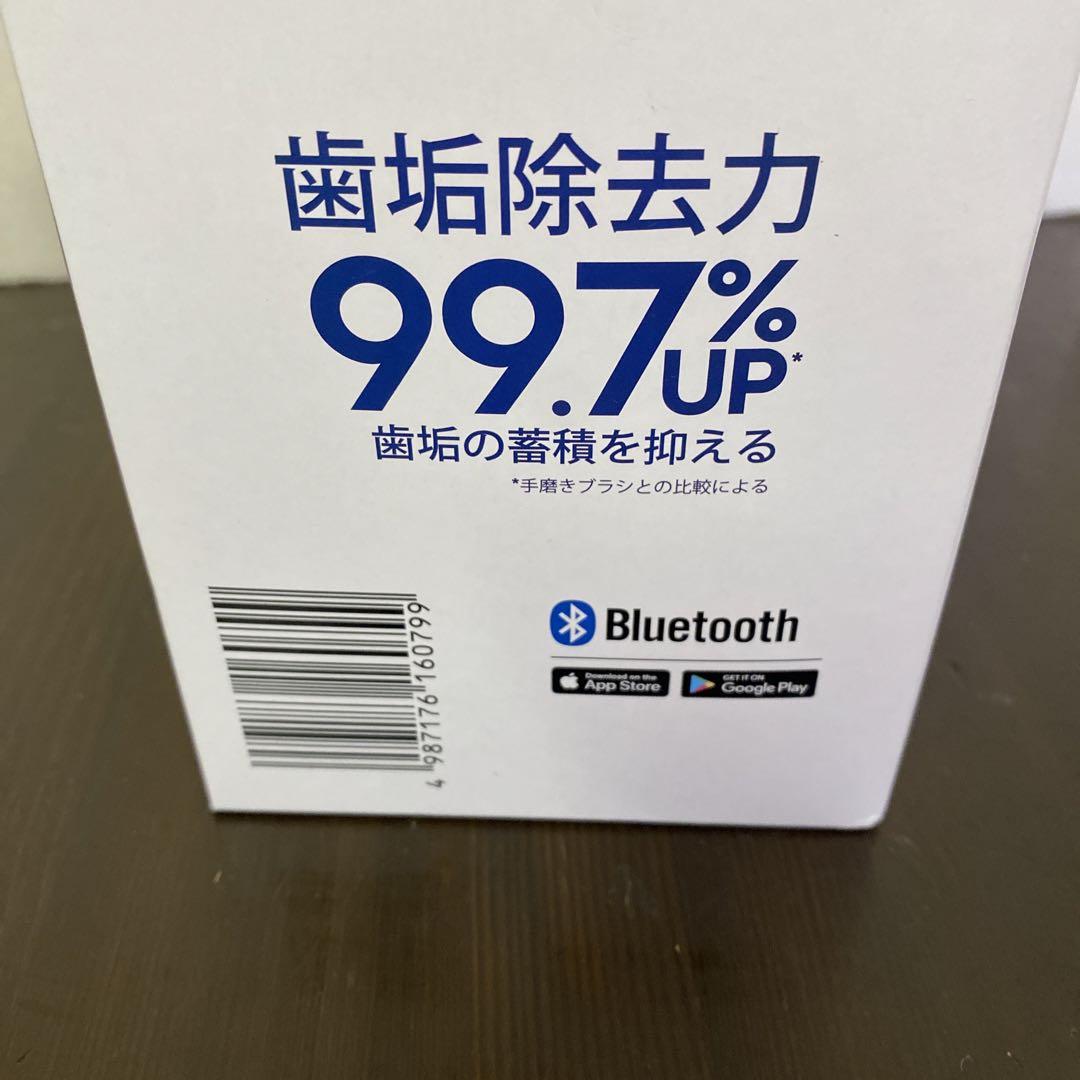 歯垢除去力
99.7%UP*
歯垢の蓄積を抑える
*手磨きブラシとの比較による
4 987176 160799
Bluetooth
Download on the
App Store
GET IT ON
Google Play